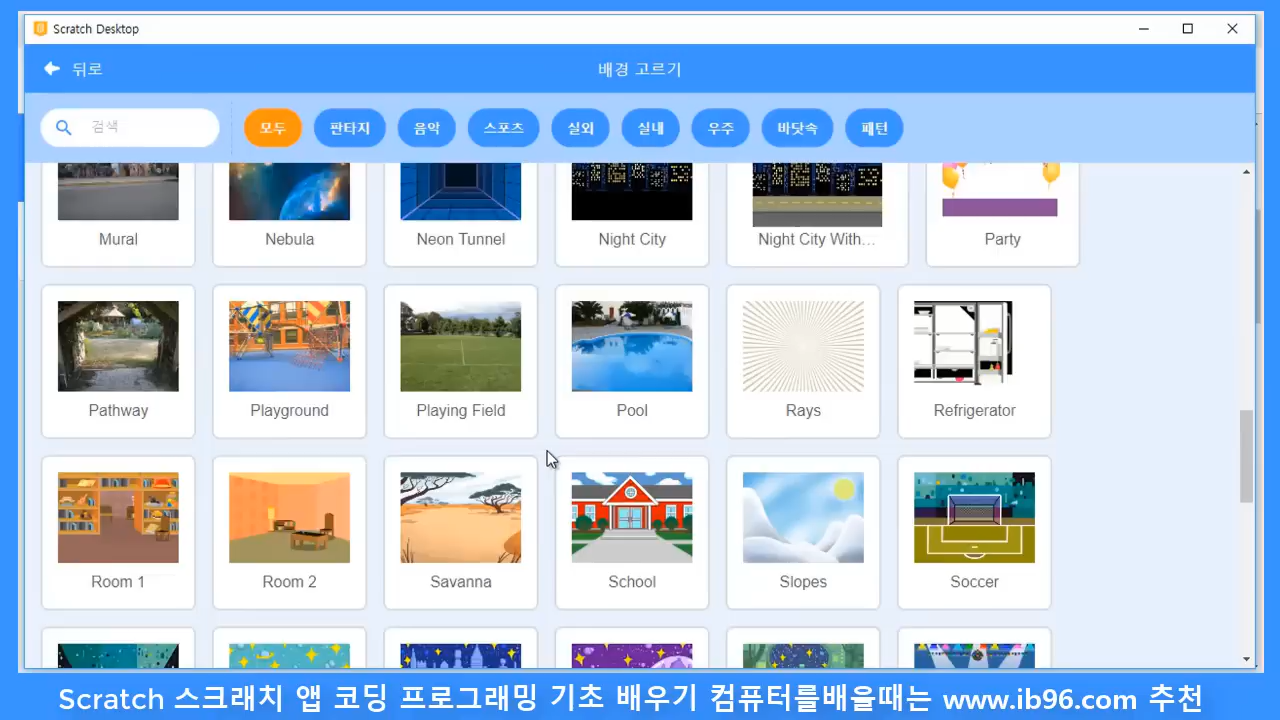 Scratch Desktop
뒤로
배경 고르기
검색
모두 판타지 음악 스포츠 실외 실내 우주 바닷속 패턴
Mural Nebula Neon Tunnel Night City Night City With... Party
Pathway Playground Playing Field Pool Rays Refrigerator
Room 1 Room 2 Savanna School Slopes Soccer
Scratch 스크래치 앱 코딩 프로그래밍 기초 배우기 컴퓨터를배울때는 www.ib96.com 추천